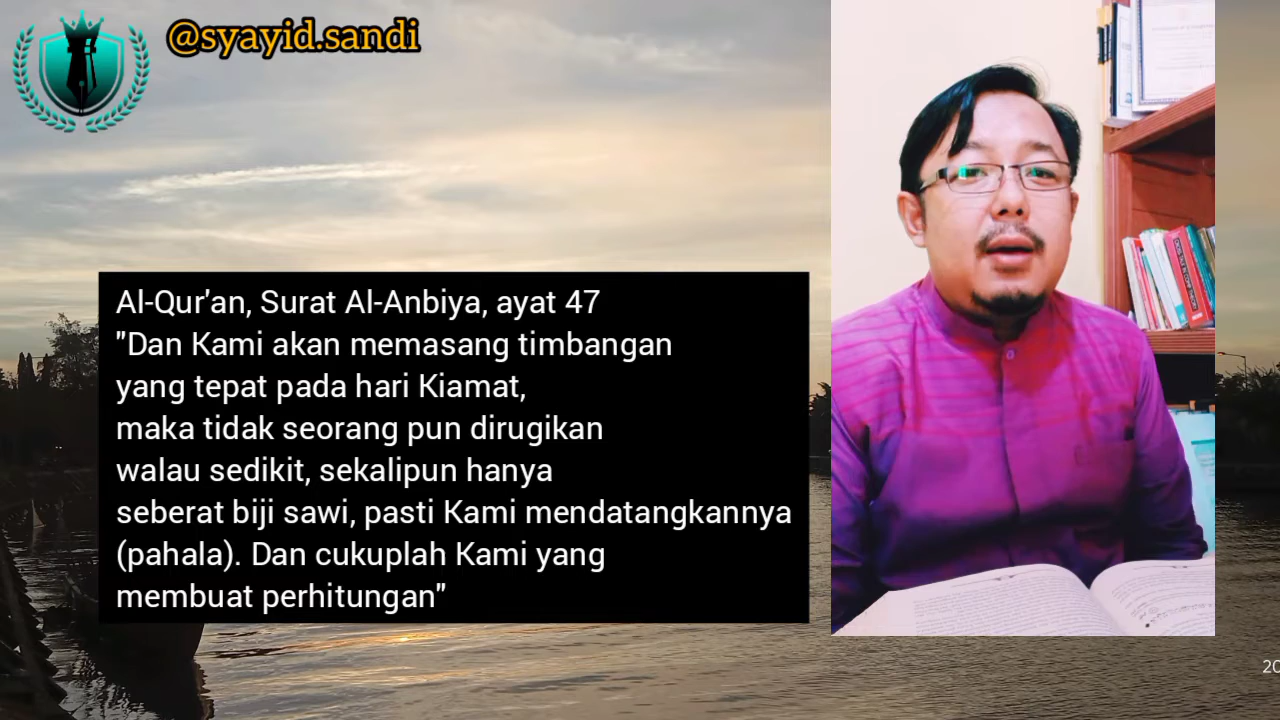 @syayid.sandi
Al-Qur'an, Surat Al-Anbiya, ayat 47
"Dan Kami akan memasang timbangan
yang tepat pada hari Kiamat,
maka tidak seorang pun dirugikan
walau sedikit, sekalipun hanya
seberat biji sawi, pasti Kami mendatangkannya
(pahala). Dan cukuplah Kami yang
membuat perhitungan"
20